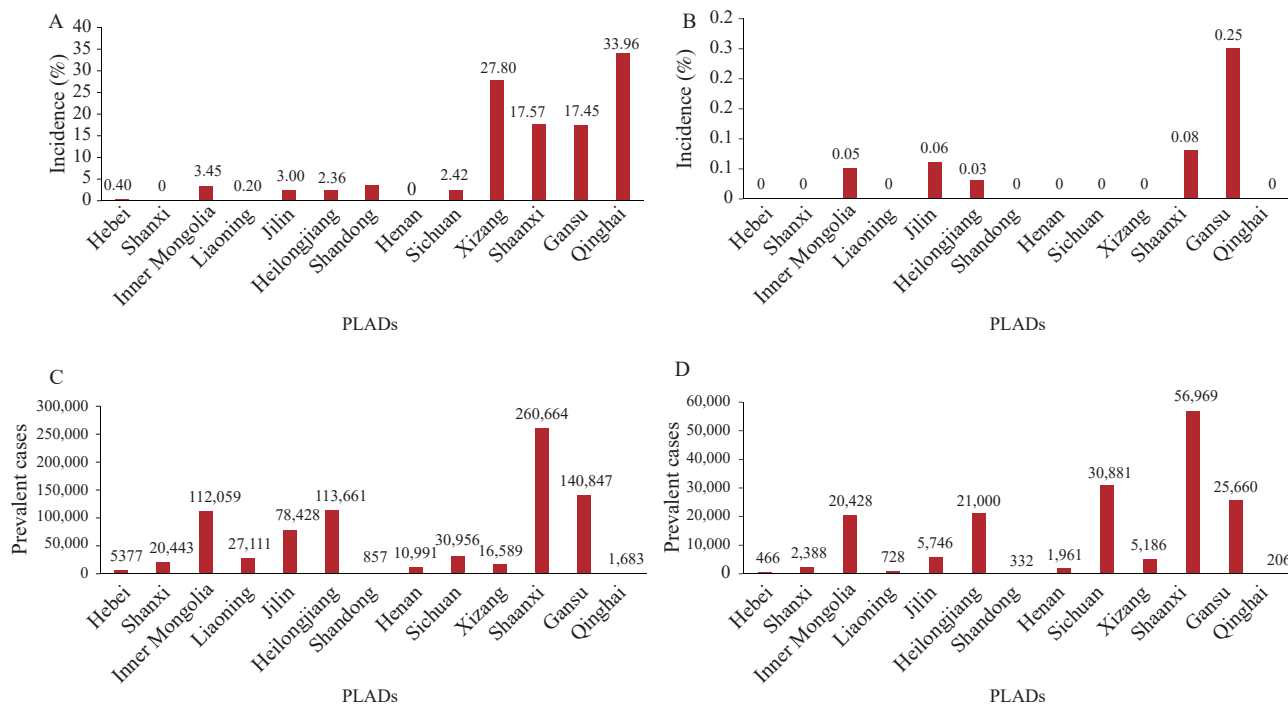 A
Incidence (%)
40
35
30
25
20
15
10
5
0
0.40
0
3.45
0.20
3.00
2.36
0
2.42
27.80
17.57
17.45
33.96
Hebei
Shanxi
Inner Mongolia
Liaoning
Jilin
Heilongjiang
Shandong
Henan
Sichuan
Xizang
Shaanxi
Gansu
Qinghai
PLADs
B
Incidence (%)
0.3
0.3
0.2
0.2
0.1
0.1
0
0
0
0.05
0
0.06
0.03
0
0
0
0
0.08
0.25
0
Hebei
Shanxi
Inner Mongolia
Liaoning
Jilin
Heilongjiang
Shandong
Henan
Sichuan
Xizang
Shaanxi
Gansu
Qinghai
PLADs
C
Prevalent cases
300,000
250,000
200,000
150,000
100,000
50,000
0
5377
20,443
112,059
27,111
78,428
113,661
857
10,991
30,956
16,589
260,664
140,847
1,683
Hebei
Shanxi
Inner Mongolia
Liaoning
Jilin
Heilongjiang
Shandong
Henan
Sichuan
Xizang
Shaanxi
Gansu
Qinghai
PLADs
D
Prevalent cases
60,000
50,000
40,000
30,000
20,000
10,000
0
466
2,388
20,428
728
5,746
21,000
332
1,961
30,881
5,186
56,969
25,660
206
Hebei
Shanxi
Inner Mongolia
Liaoning
Jilin
Heilongjiang
Shandong
Henan
Sichuan
Xizang
Shaanxi
Gansu
Qinghai
PLADs